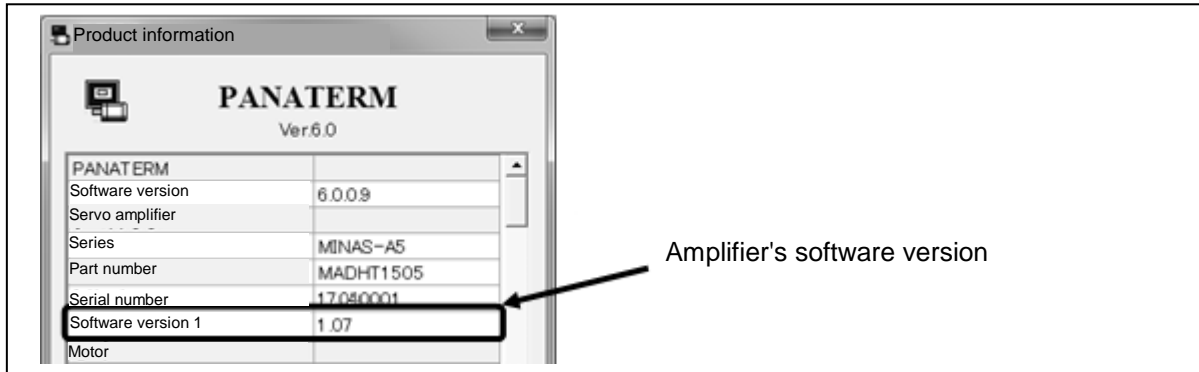 Product information
x
PANATERM
Ver.6.0
PANATERM
Software version 6.0.0.9
Servo amplifier
Series MINAS-A5
Part number MADHT1505
Serial number 17040001
Software version 1 1.07
Motor
Amplifier's software version